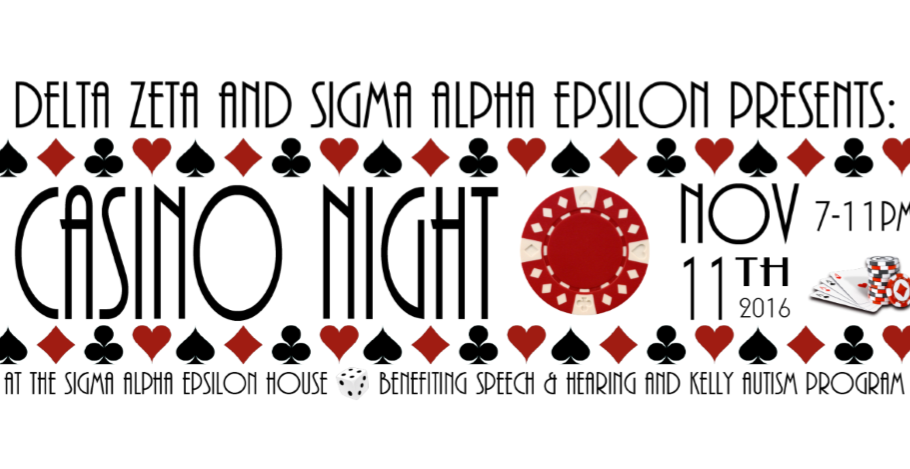 DELTA ZETA AND SIGMA ALPHA EPSILON PRESENTS:
CASINO NIGHT
NOV
11TH
2016
7-11PM
AT THE SIGMA ALPHA EPSILON HOUSE BENEFITING SPEECH & HEARING AND KELLY AUTISM PROGRAM